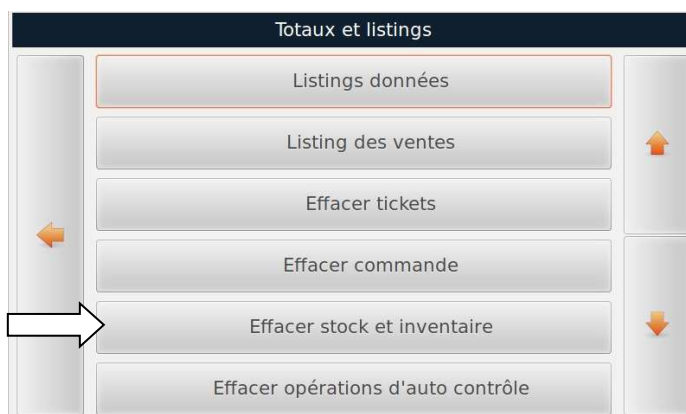 Totaux et listings
Listings données
Listing des ventes
Effacer tickets
Effacer commande
Effacer stock et inventaire
Effacer opérations d'auto contrôle